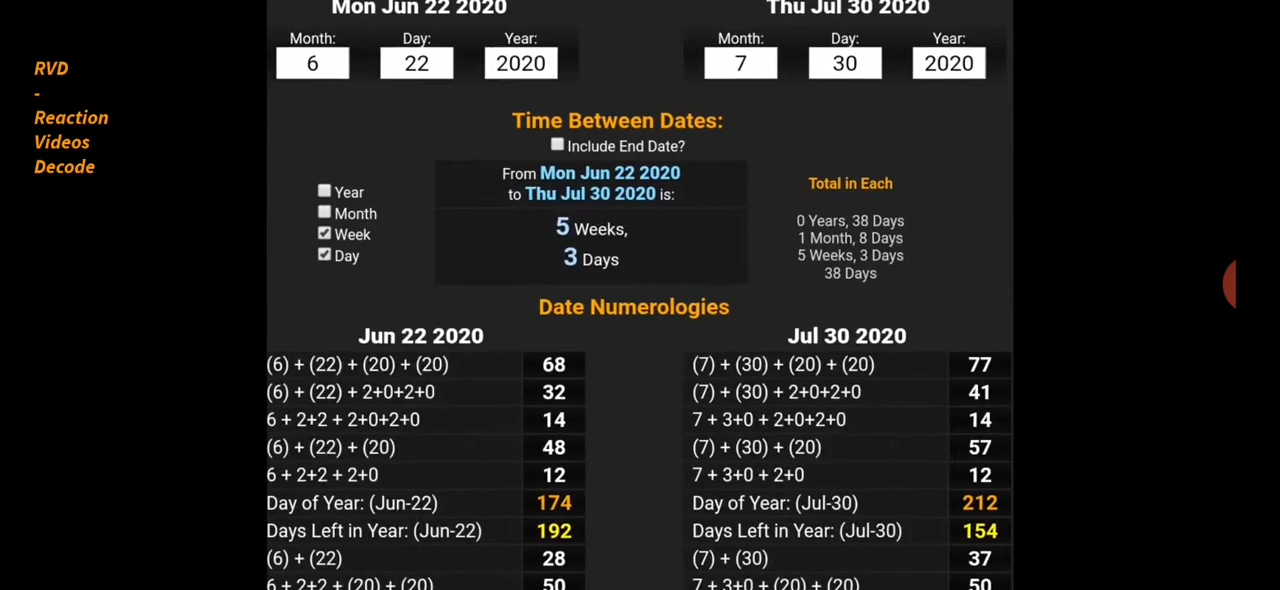 Mon Jun 22 2020
Thu Jul 30 2020
Month: Day: Year:
6 22 2020
Month: Day: Year:
7 30 2020
RVD
-
Reaction
Videos
Decode
Time Between Dates:
Include End Date?
Year
Month
Week
Day
From Mon Jun 22 2020
to Thu Jul 30 2020 is:
5 Weeks,
3 Days
Total in Each
0 Years, 38 Days
1 Month, 8 Days
5 Weeks, 3 Days
38 Days
Date Numerologies
Jun 22 2020
(6) + (22) + (20) + (20) 68
(6) + (22) + 2+0+2+0 32
6 + 2+2 + 2+0+2+0 14
(6) + (22) + (20) 48
6 + 2+2 + 2+0 12
Day of Year: (Jun-22) 174
Days Left in Year: (Jun-22) 192
(6) + (22) 28
6 + 2+2 + (20) + (20) 50
Jul 30 2020
(7) + (30) + (20) + (20) 77
(7) + (30) + 2+0+2+0 41
7 + 3+0 + 2+0+2+0 14
(7) + (30) + (20) 57
7 + 3+0 + 2+0 12
Day of Year: (Jul-30) 212
Days Left in Year: (Jul-30) 154
(7) + (30) 37
7 + 3+0 + (20) + (20) 50